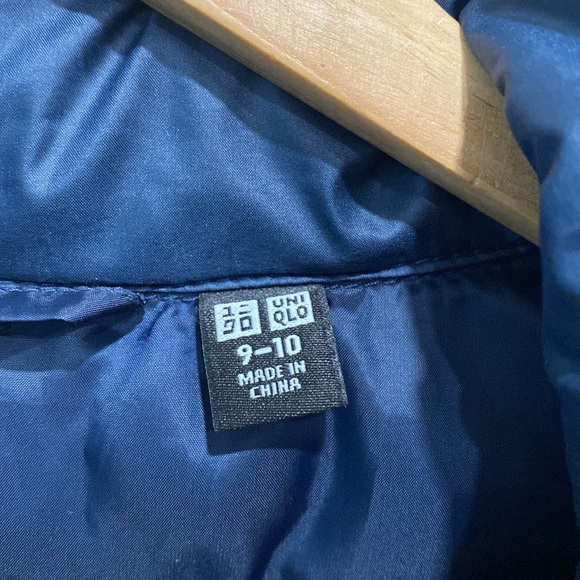 ユニ UNI
クロ QLO
9-10
MADE IN
CHINA